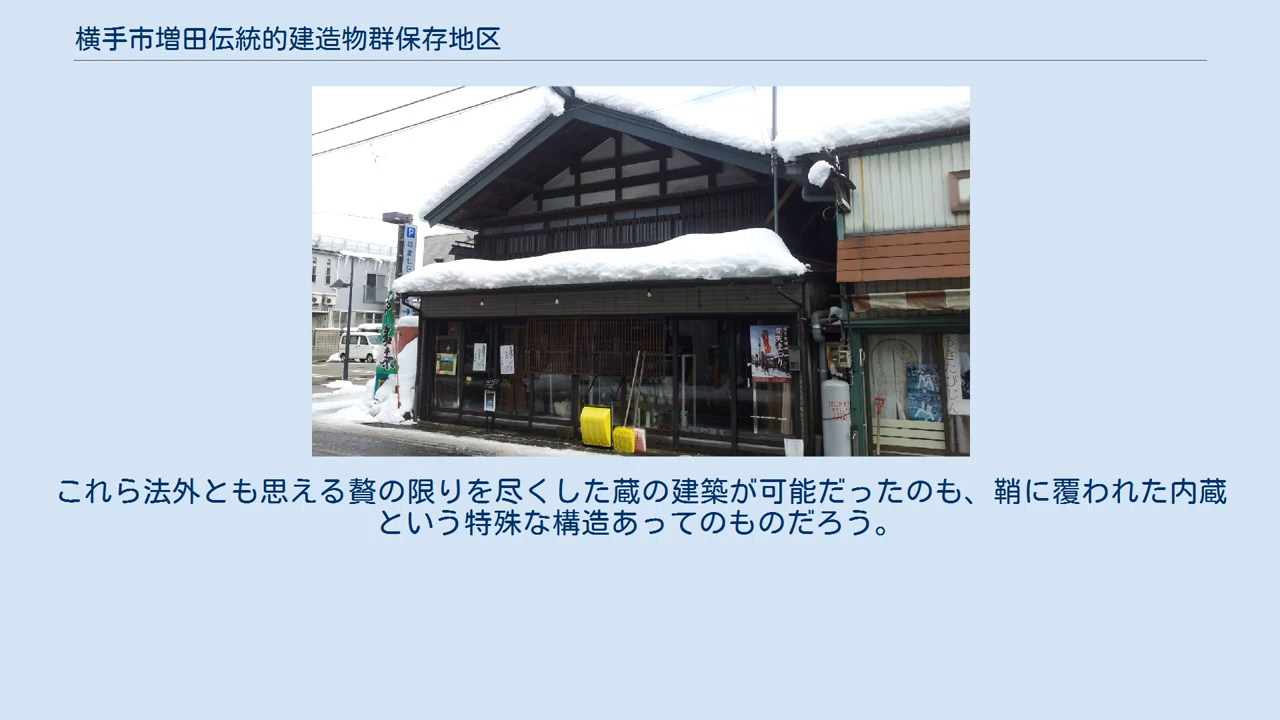 横手市増田伝統的建造物群保存地区
P
これら法外とも思える贅の限りを尽くした蔵の建築が可能だったのも、鞘に覆われた内蔵
という特殊な構造あってのものだろう。